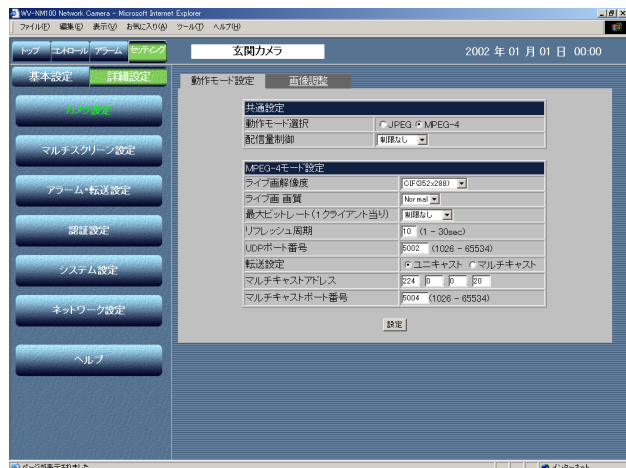 WV-NM100 Network Camera - Microsoft Internet Explorer
ファイル(F) 編集(E) 表示(V) お気に入り(A) ツール(T) ヘルプ(H)
トップ コントロール アラーム セッティング 玄関カメラ 2002 年 01 月 01 日 00:00
基本設定 詳細設定
動作モード設定 画像調整
カメラ設定
マルチスクリーン設定
アラーム・転送設定
認証設定
システム設定
ネットワーク設定
ヘルプ
共通設定
動作モード選択 JPEG MPEG-4
配信量制御 制限なし
MPEG-4モード設定
ライブ画解像度 CIF(352x288)
ライブ画 画質 Normal
最大ビットレート(1クライアント当り) 制限なし
リフレッシュ周期 10 (1 - 30sec)
UDPポート番号 5002 (1026 - 65534)
転送設定 ユニキャスト マルチキャスト
マルチキャストアドレス 224 0 0 20
マルチキャストポート番号 5004 (1026 - 65534)
設定
ページが表示されました
インターネット